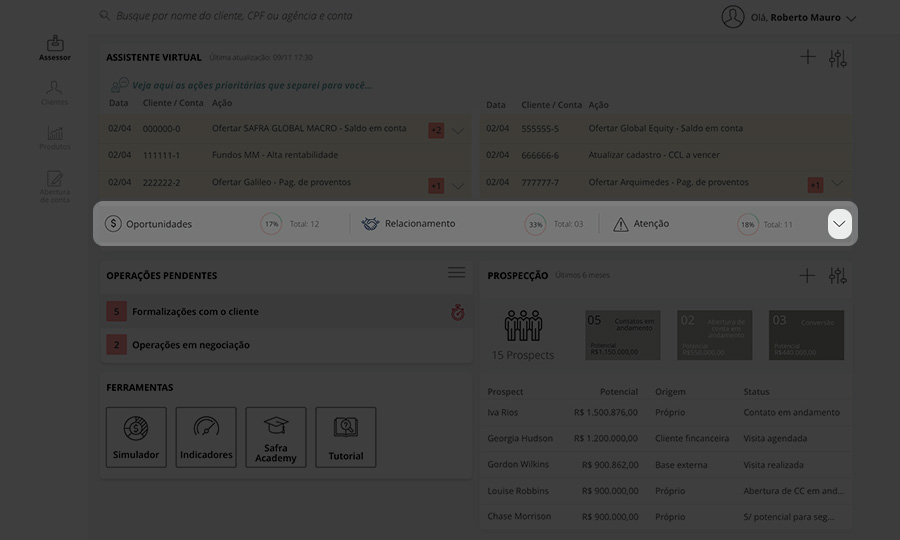 Busque por nome do cliente, CPF ou agência e conta
Olá, Roberto Mauro
Assessor
Clientes
Produtos
Abertura
de conta
ASSISTENTE VIRTUAL
Última atualização: 09/11 17:30
Veja aqui as ações prioritárias que separei para você...
Data Cliente / Conta Ação
02/04 000000-0 Ofertar SAFRA GLOBAL MACRO - Saldo em conta +2
02/04 111111-1 Fundos MM - Alta rentabilidade
02/04 222222-2 Ofertar Galileo - Pag. de proventos +1
Data Cliente / Conta Ação
02/04 555555-5 Ofertar Global Equity - Saldo em conta
02/04 666666-6 Atualizar cadastro - CCL a vencer
02/04 777777-7 Ofertar Arquimedes - Pag. de proventos +1
Oportunidades 17% Total: 12
Relacionamento 33% Total: 03
Atenção 18% Total: 11
OPERAÇÕES PENDENTES
5 Formalizações com o cliente
2 Operações em negociação
FERRAMENTAS
Simulador
Indicadores
Safra
Academy
Tutorial
PROSPECÇÃO Últimos 6 meses
15 Prospects
05 Contatos em
andamento
Potencial
R$1.150.000,00
02 Abertura de
conta em
andamento
Potencial
R$550.000,00
03 Conversão
Potencial
R$440.000,00
Prospect Potencial Origem Status
Iva Rios R$ 1.500.876,00 Próprio Contato em andamento
Georgia Hudson R$ 1.200.000,00 Cliente fincanceira Visita agendada
Gordon Wilkins R$ 900.862,00 Base externa Visita realizada
Louise Robbins R$ 900.000,00 Próprio Abertura de CC em and...
Chase Morrison R$ 900.000,00 Próprio S/ potencial para seg...